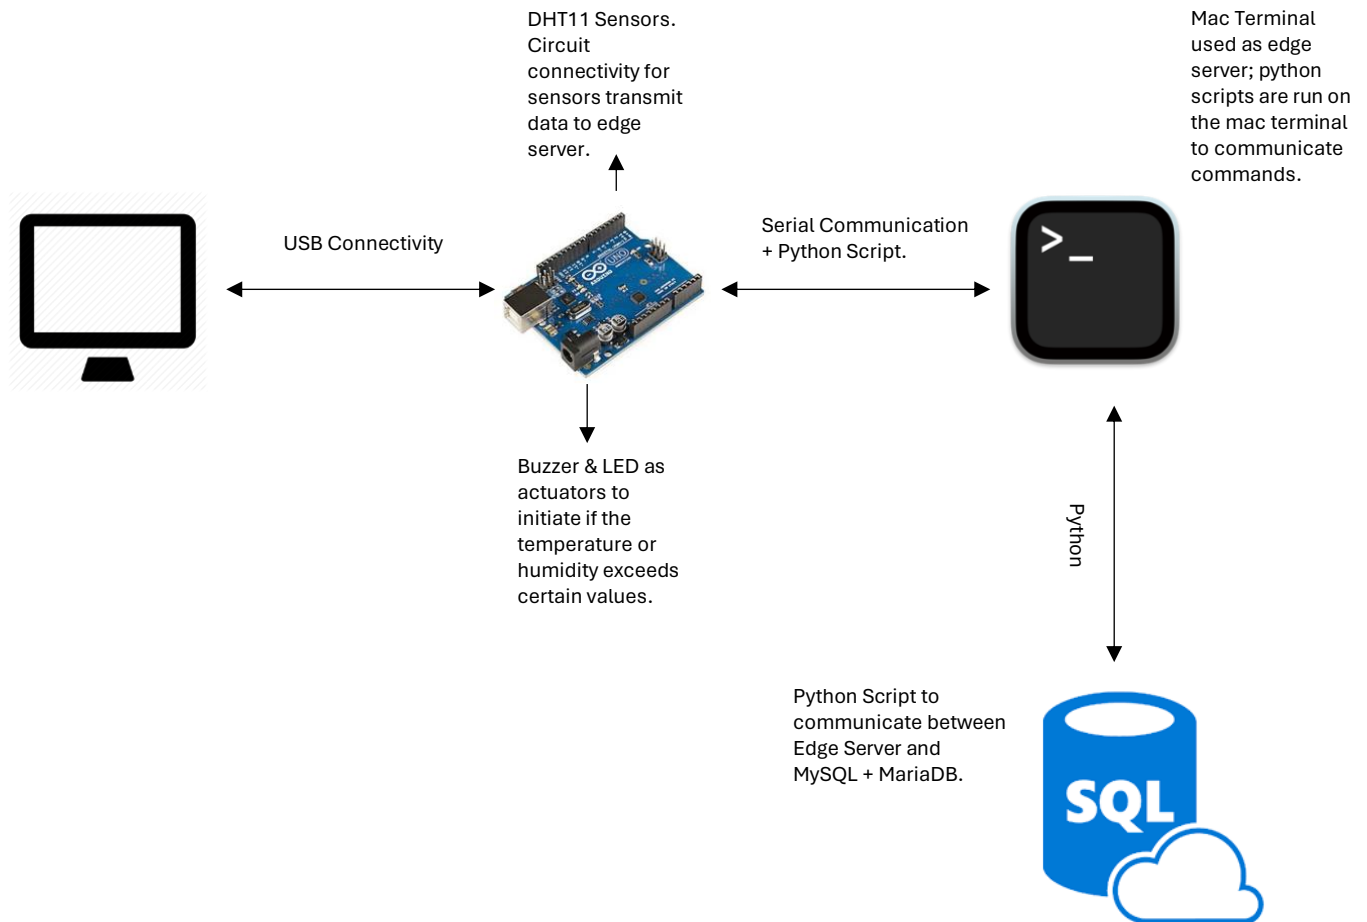 DHT11 Sensors.
Circuit
connectivity for
sensors transmit
data to edge
server.
Mac Terminal
used as edge
server; python
scripts are run on
the mac terminal
to communicate
commands.
USB Connectivity
Serial Communication
+ Python Script.
UNO
ARDUINO
>_
Buzzer & LED as
actuators to
initiate if the
temperature or
humidity exceeds
certain values.
Python
Python Script to
communicate between
Edge Server and
MySQL + MariaDB.
SQL